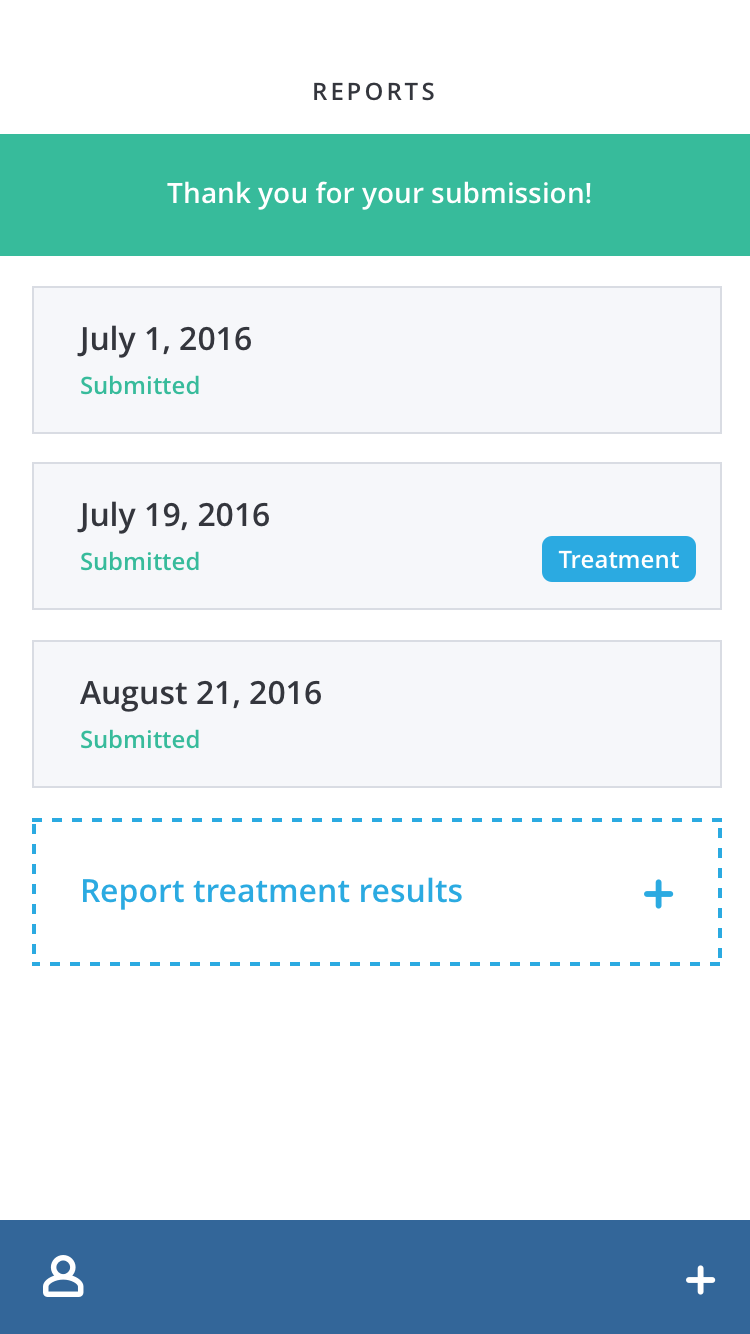 REPORTS
Thank you for your submission!
July 1, 2016
Submitted
July 19, 2016
Submitted
Treatment
August 21, 2016
Submitted
Report treatment results